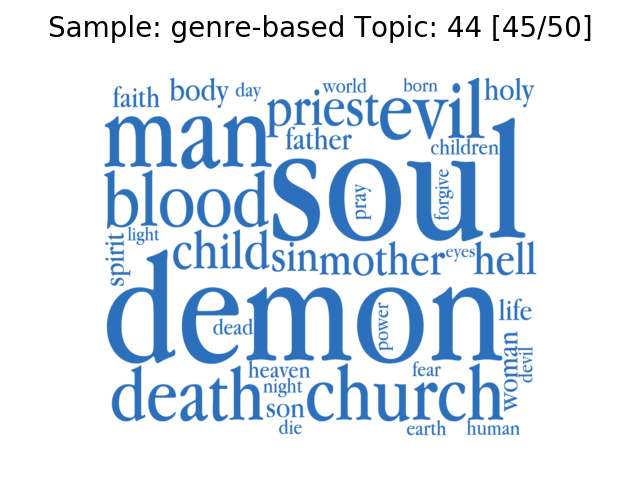 Sample: genre-based Topic: 44 [45/50]
faith body day world born holy
priest evil
man father children
soul
blood pray forgive
spirit light
child sin mother eyes hell
demon
dead power life
woman devil
heaven fear
death night church
son
die earth human